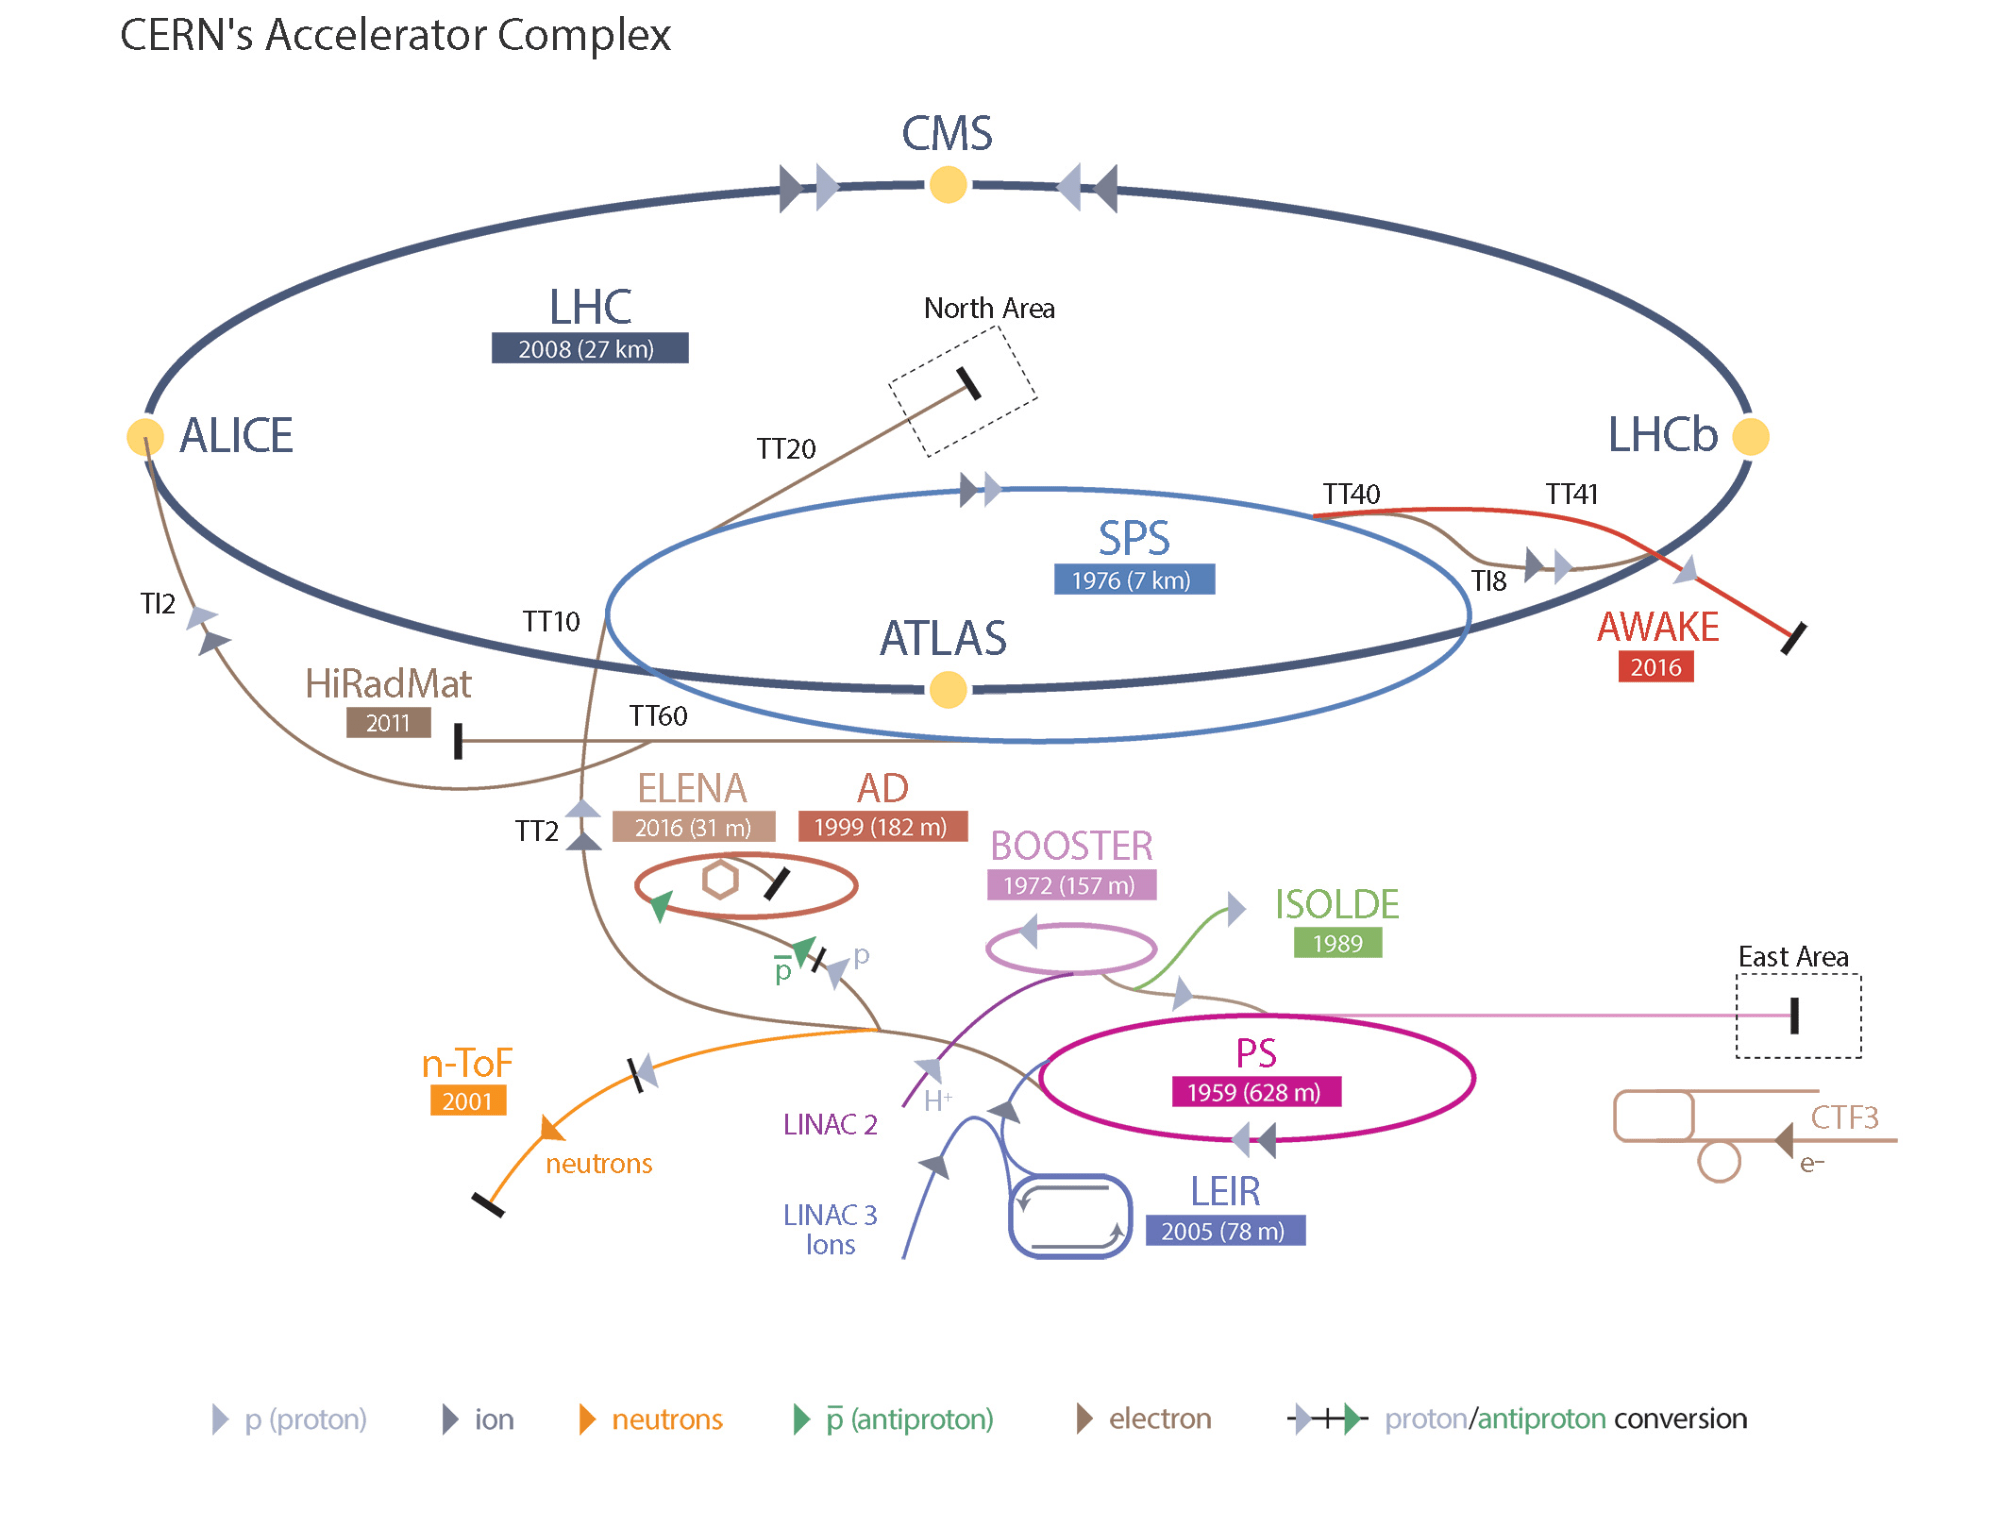 CERN's Accelerator Complex
CMS
LHC
2008 (27 km)
North Area
ALICE
LHCb
TT20
TT40
TT41
SPS
1976 (7 km)
TI8
TI2
TT10
ATLAS
AWAKE
2016
HiRadMat
2011
TT60
ELENA
2016 (31 m)
AD
1999 (182 m)
TT2
BOOSTER
1972 (157 m)
ISOLDE
1989
p
p̅
East Area
n-ToF
2001
PS
1959 (628 m)
H⁺
LINAC 2
CTF3
e⁻
neutrons
LEIR
2005 (78 m)
LINAC 3
Ions
p (proton)
ion
neutrons
p̅ (antiproton)
electron
proton/antiproton conversion